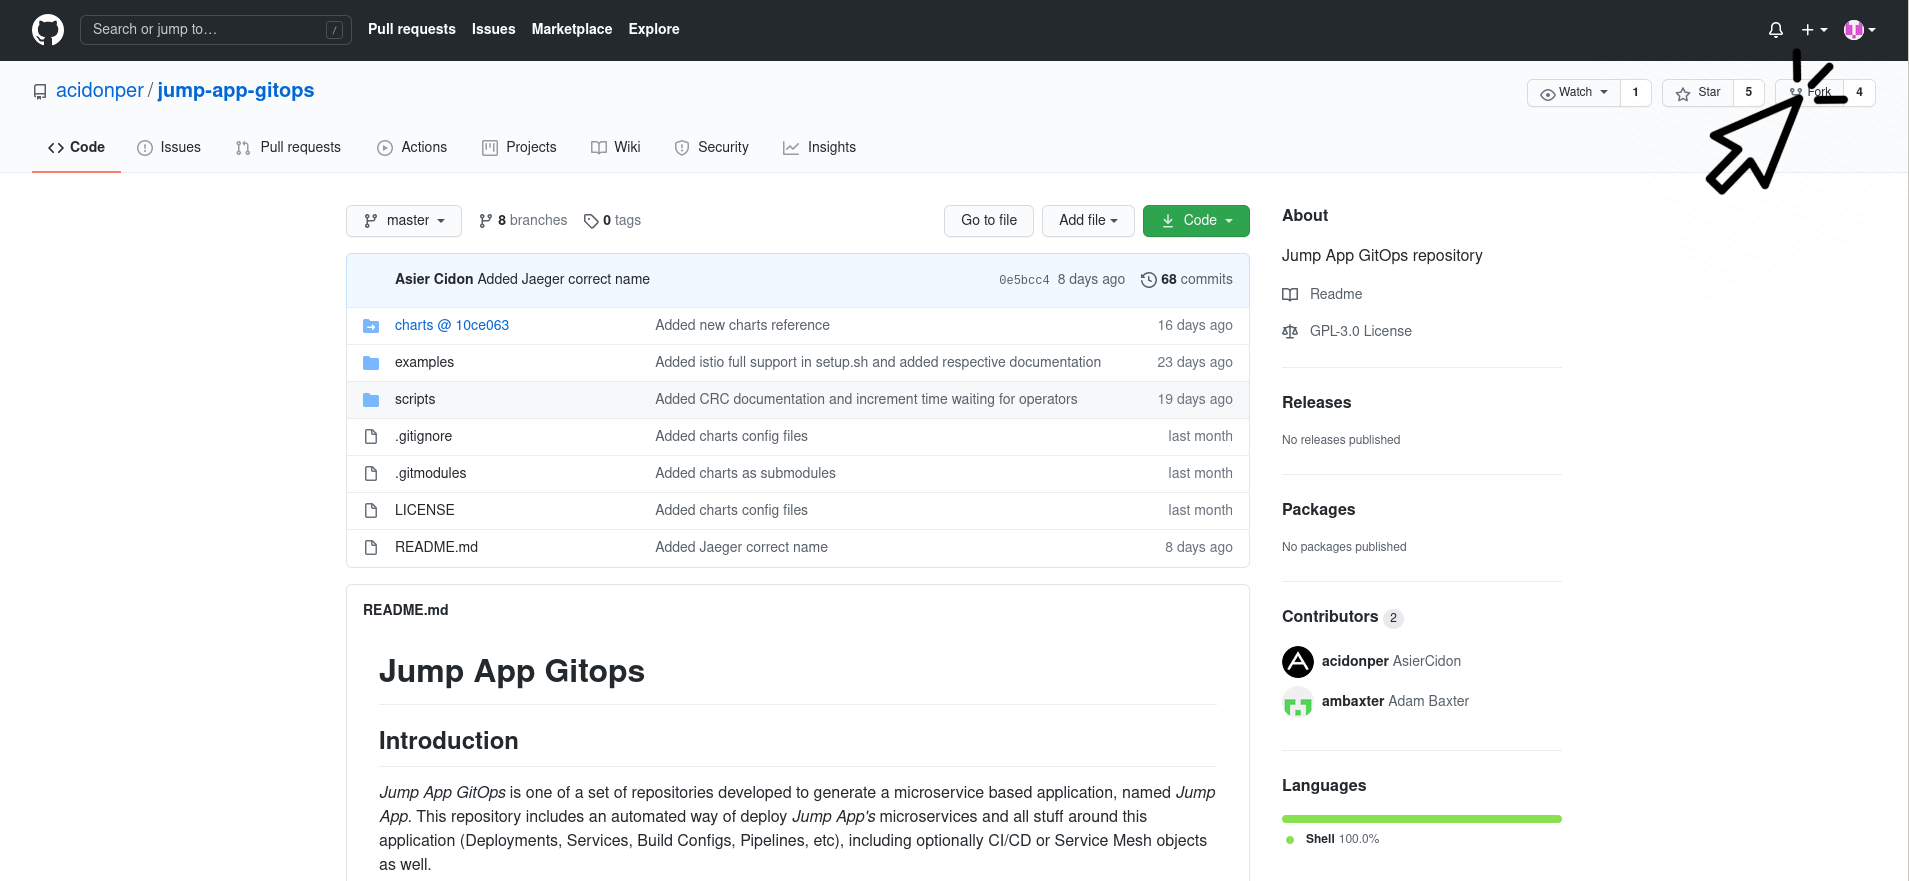 Search or jump to… /
Pull requests Issues Marketplace Explore
acidonper / jump-app-gitops
Watch 1 Star 5 Fork 4
Code Issues Pull requests Actions Projects Wiki Security Insights
master 8 branches 0 tags Go to file Add file Code
Asier Cidon Added Jaeger correct name 0e5bcc4 8 days ago 68 commits
charts @ 10ce063 Added new charts reference 16 days ago
examples Added istio full support in setup.sh and added respective documentation 23 days ago
scripts Added CRC documentation and increment time waiting for operators 19 days ago
.gitignore Added charts config files last month
.gitmodules Added charts as submodules last month
LICENSE Added charts config files last month
README.md Added Jaeger correct name 8 days ago
README.md
Jump App Gitops
Introduction
Jump App GitOps is one of a set of repositories developed to generate a microservice based application, named Jump
App. This repository includes an automated way of deploy Jump App's microservices and all stuff around this
application (Deployments, Services, Build Configs, Pipelines, etc), including optionally CI/CD or Service Mesh objects
as well.
About
Jump App GitOps repository
Readme
GPL-3.0 License
Releases
No releases published
Packages
No packages published
Contributors 2
acidonper AsierCidon
ambaxter Adam Baxter
Languages
Shell 100.0%